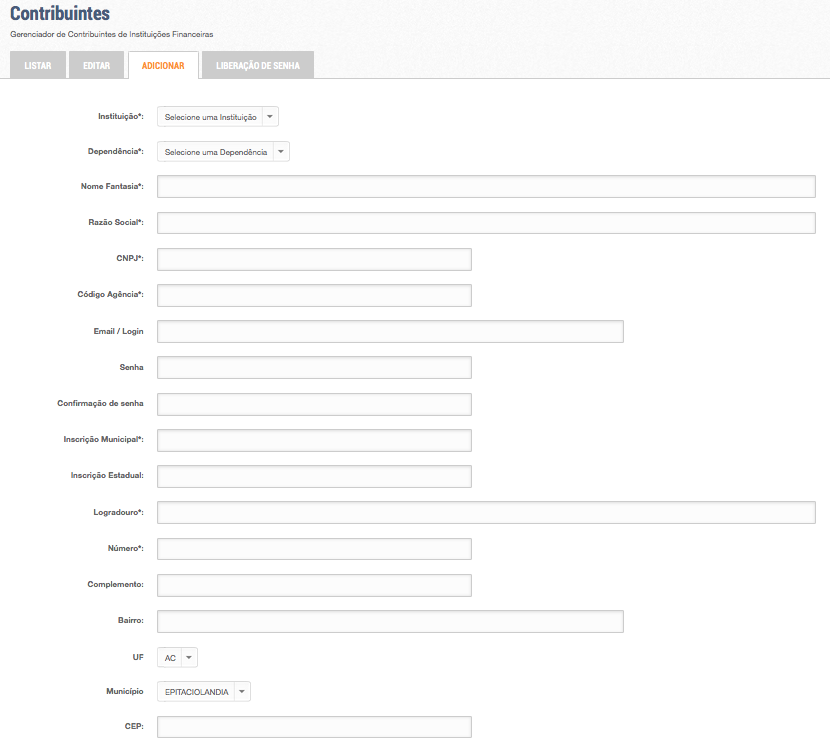 Contribuintes
Gerenciador de Contribuintes de Instituições Financeiras
LISTAR EDITAR ADICIONAR LIBERAÇÃO DE SENHA
Instituição*: Selecione uma Instituição
Dependência*: Selecione uma Dependência
Nome Fantasia*:
Razão Social*:
CNPJ*:
Código Agência*:
Email / Login
Senha
Confirmação de senha
Inscrição Municipal*:
Inscrição Estadual:
Logradouro*:
Número*:
Complemento:
Bairro:
UF AC
Município EPITACIOLANDIA
CEP: